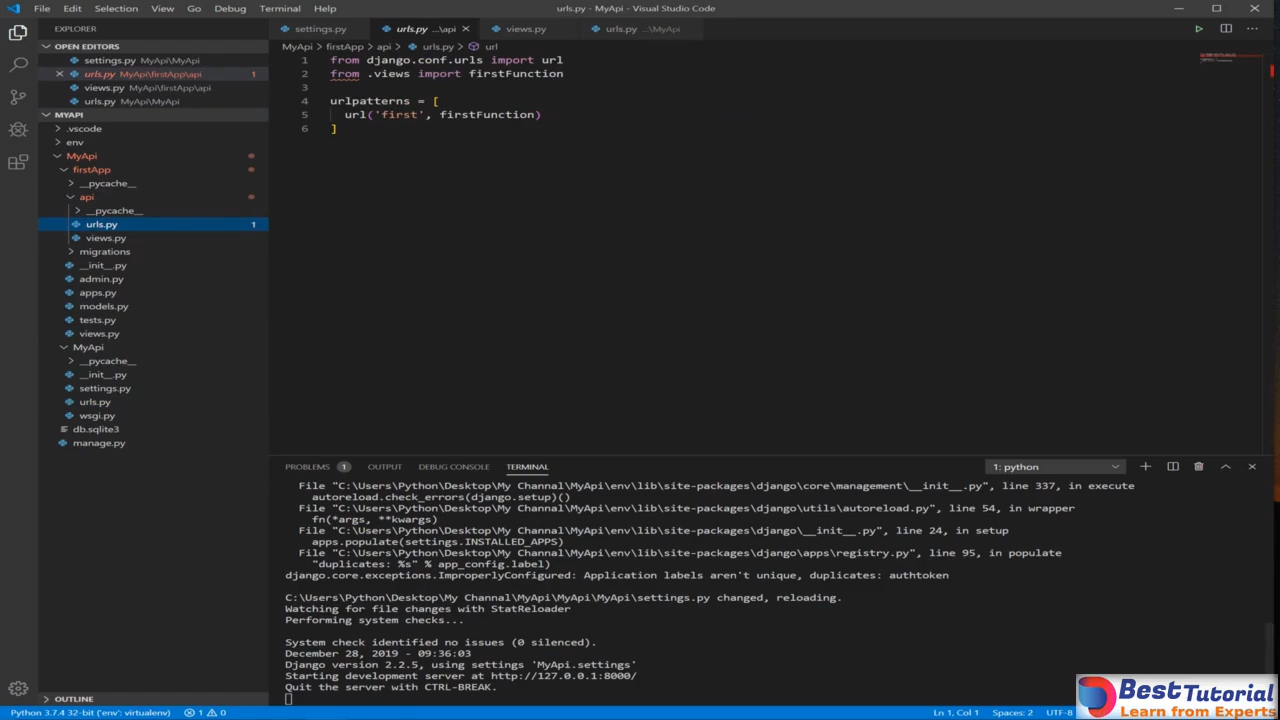 File Edit Selection View Go Debug Terminal Help
urls.py - MyApi - Visual Studio Code
EXPLORER
settings.py
urls.py ...\api
views.py
urls.py ...\MyApi
OPEN EDITORS
settings.py MyApi\MyApi
urls.py MyApi\firstApp\api 1
views.py MyApi\firstApp\api
urls.py MyApi\MyApi
MYAPI
.vscode
env
MyApi
firstApp
__pycache__
api
__pycache__
urls.py 1
views.py
migrations
__init__.py
admin.py
apps.py
models.py
tests.py
views.py
MyApi
__pycache__
__init__.py
settings.py
urls.py
wsgi.py
db.sqlite3
manage.py
OUTLINE
MyApi > firstApp > api > urls.py > url
1 from django.conf.urls import url
2 from .views import firstFunction
3
4 urlpatterns = [
5 url('first', firstFunction)
6 ]
PROBLEMS 1 OUTPUT DEBUG CONSOLE TERMINAL
1: python
File "C:\Users\Python\Desktop\My Channal\MyApi\env\lib\site-packages\django\core\management\__init__.py", line 337, in execute
autoreload.check_errors(django.setup)()
File "C:\Users\Python\Desktop\My Channal\MyApi\env\lib\site-packages\django\utils\autoreload.py", line 54, in wrapper
fn(*args, **kwargs)
File "C:\Users\Python\Desktop\My Channal\MyApi\env\lib\site-packages\django\__init__.py", line 24, in setup
apps.populate(settings.INSTALLED_APPS)
File "C:\Users\Python\Desktop\My Channal\MyApi\env\lib\site-packages\django\apps\registry.py", line 95, in populate
"duplicates: %s" % app_config.label)
django.core.exceptions.ImproperlyConfigured: Application labels aren't unique, duplicates: authtoken
C:\Users\Python\Desktop\My Channal\MyApi\MyApi\MyApi\settings.py changed, reloading.
Watching for file changes with StatReloader
Performing system checks...
System check identified no issues (0 silenced).
December 28, 2019 - 09:36:03
Django version 2.2.5, using settings 'MyApi.settings'
Starting development server at http://127.0.0.1:8000/
Quit the server with CTRL-BREAK.
Python 3.7.4 32-bit ('env': virtualenv) 1 0
Ln 1, Col 1 Spaces: 2 UTF-8
BestTutorial
Learn from Experts